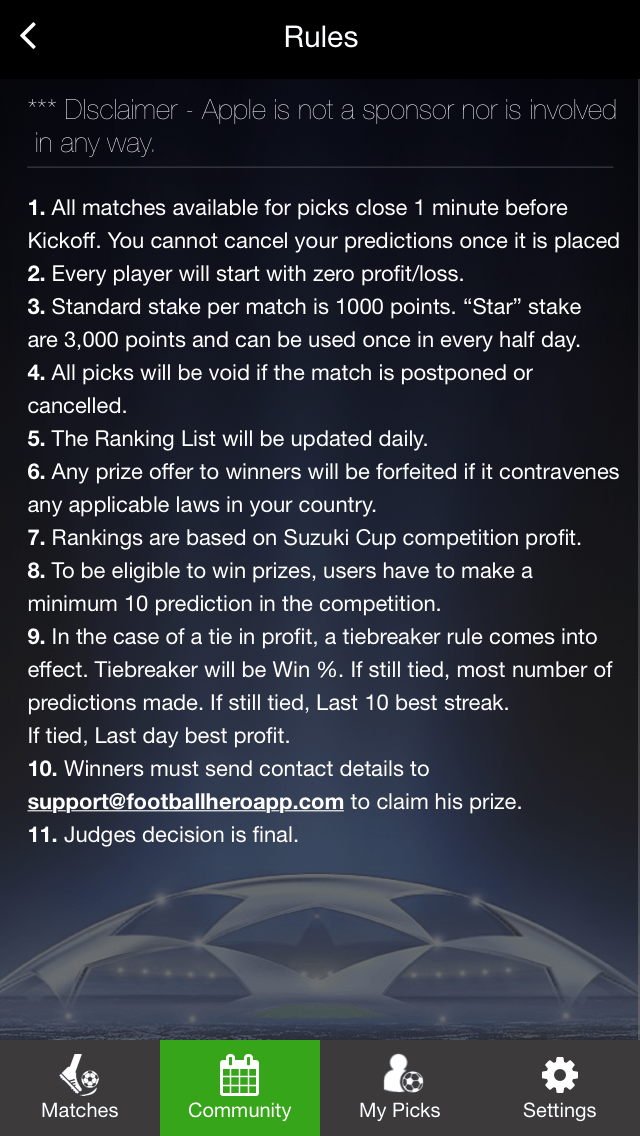 Rules
*** DIsclaimer - Apple is not a sponsor nor is involved
in any way.
1. All matches available for picks close 1 minute before
Kickoff. You cannot cancel your predictions once it is placed
2. Every player will start with zero profit/loss.
3. Standard stake per match is 1000 points. “Star” stake
are 3,000 points and can be used once in every half day.
4. All picks will be void if the match is postponed or
cancelled.
5. The Ranking List will be updated daily.
6. Any prize offer to winners will be forfeited if it contravenes
any applicable laws in your country.
7. Rankings are based on Suzuki Cup competition profit.
8. To be eligible to win prizes, users have to make a
minimum 10 prediction in the competition.
9. In the case of a tie in profit, a tiebreaker rule comes into
effect. Tiebreaker will be Win %. If still tied, most number of
predictions made. If still tied, Last 10 best streak.
If tied, Last day best profit.
10. Winners must send contact details to
support@footballheroapp.com to claim his prize.
11. Judges decision is final.
Matches
Community
My Picks
Settings